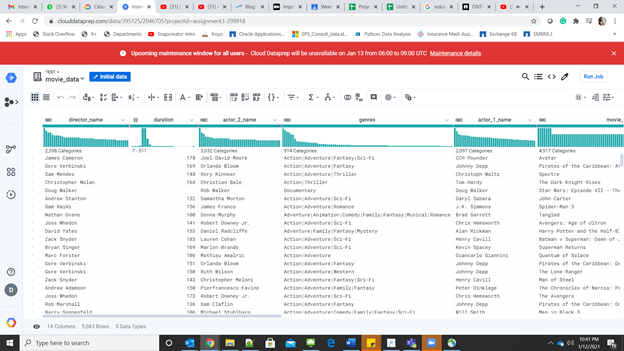 clouddataprep.com/data/395125/2046705?projectId=assignment3-299918
Apps
Stack Overflow
9+
Departments
Snapcreator Intro
froyo
Python Data Analysis
Exchange KB
Upcoming maintenance window for all users - Cloud Dataprep will be unavailable on Jan 13 from 06:00 to 09:00 UTC Maintenance details
TEST
movie_data
Initial data
Run Job
ABC director_name duration ABC actor_2_name ABC genres ABC actor_1_name ABC
2,398 Categories 7 - 511 3,032 Categories 914 Categories 2,097 Categories 4,917 Categories
James Cameron 178 Joel David Moore Action|Adventure|Fantasy|Sci-Fi CCH Pounder Avatar
Gore Verbinski 169 Orlando Bloom Action|Adventure|Fantasy Johnny Depp Pirates of the Caribbean:
Sam Mendes 148 Rory Kinnear Action|Adventure|Thriller Christoph Waltz Spectre
Christopher Nolan 164 Christian Bale Action|Thriller Tom Hardy The Dark Knight Rises
Doug Walker Rob Walker Documentary Doug Walker Star Wars: Episode VII - The
Andrew Stanton 132 Samantha Morton Action|Adventure|Sci-Fi Daryl Sabara John Carter
Sam Raimi 156 James Franco Action|Adventure|Romance J.K. Simmons Spider-Man 3
Nathan Greno 100 Donna Murphy Adventure|Animation|Comedy|Family|Fantasy|Musical|Romance Brad Garrett Tangled
Joss Whedon 141 Robert Downey Jr. Action|Adventure|Sci-Fi Chris Hemsworth Avengers: Age of Ultron
David Yates 153 Daniel Radcliffe Adventure|Family|Fantasy|Mystery Alan Rickman Harry Potter and the Half-B
Zack Snyder 183 Lauren Cohan Action|Adventure|Sci-Fi Henry Cavill Batman v Superman: Dawn of
Bryan Singer 169 Marlon Brando Action|Adventure|Sci-Fi Kevin Spacey Superman Returns
Marc Forster 106 Mathieu Amalric Action|Adventure Giancarlo Giannini Quantum of Solace
Gore Verbinski 151 Orlando Bloom Action|Adventure|Fantasy Johnny Depp Pirates of the Caribbean:
Gore Verbinski 150 Ruth Wilson Action|Adventure|Western Johnny Depp The Lone Ranger
Zack Snyder 143 Christopher Meloni Action|Adventure|Fantasy|Sci-Fi Henry Cavill Man of Steel
Andrew Adamson 150 Pierfrancesco Favino Action|Adventure|Family|Fantasy Peter Dinklage The Chronicles of Narnia:
Joss Whedon 173 Robert Downey Jr. Action|Adventure|Sci-Fi Chris Hemsworth The Avengers
Rob Marshall 136 Sam Claflin Action|Adventure|Fantasy Johnny Depp Pirates of the Caribbean:
Barry Sonnenfeld 106 Michael Stuhlbarg Action|Adventure|Comedy|Family|Fantasy|Sci-Fi Will Smith Men in Black 3
14 Columns 5,043 Rows 5 Data Types
Type here to search
10:41 PM
1/12/2021